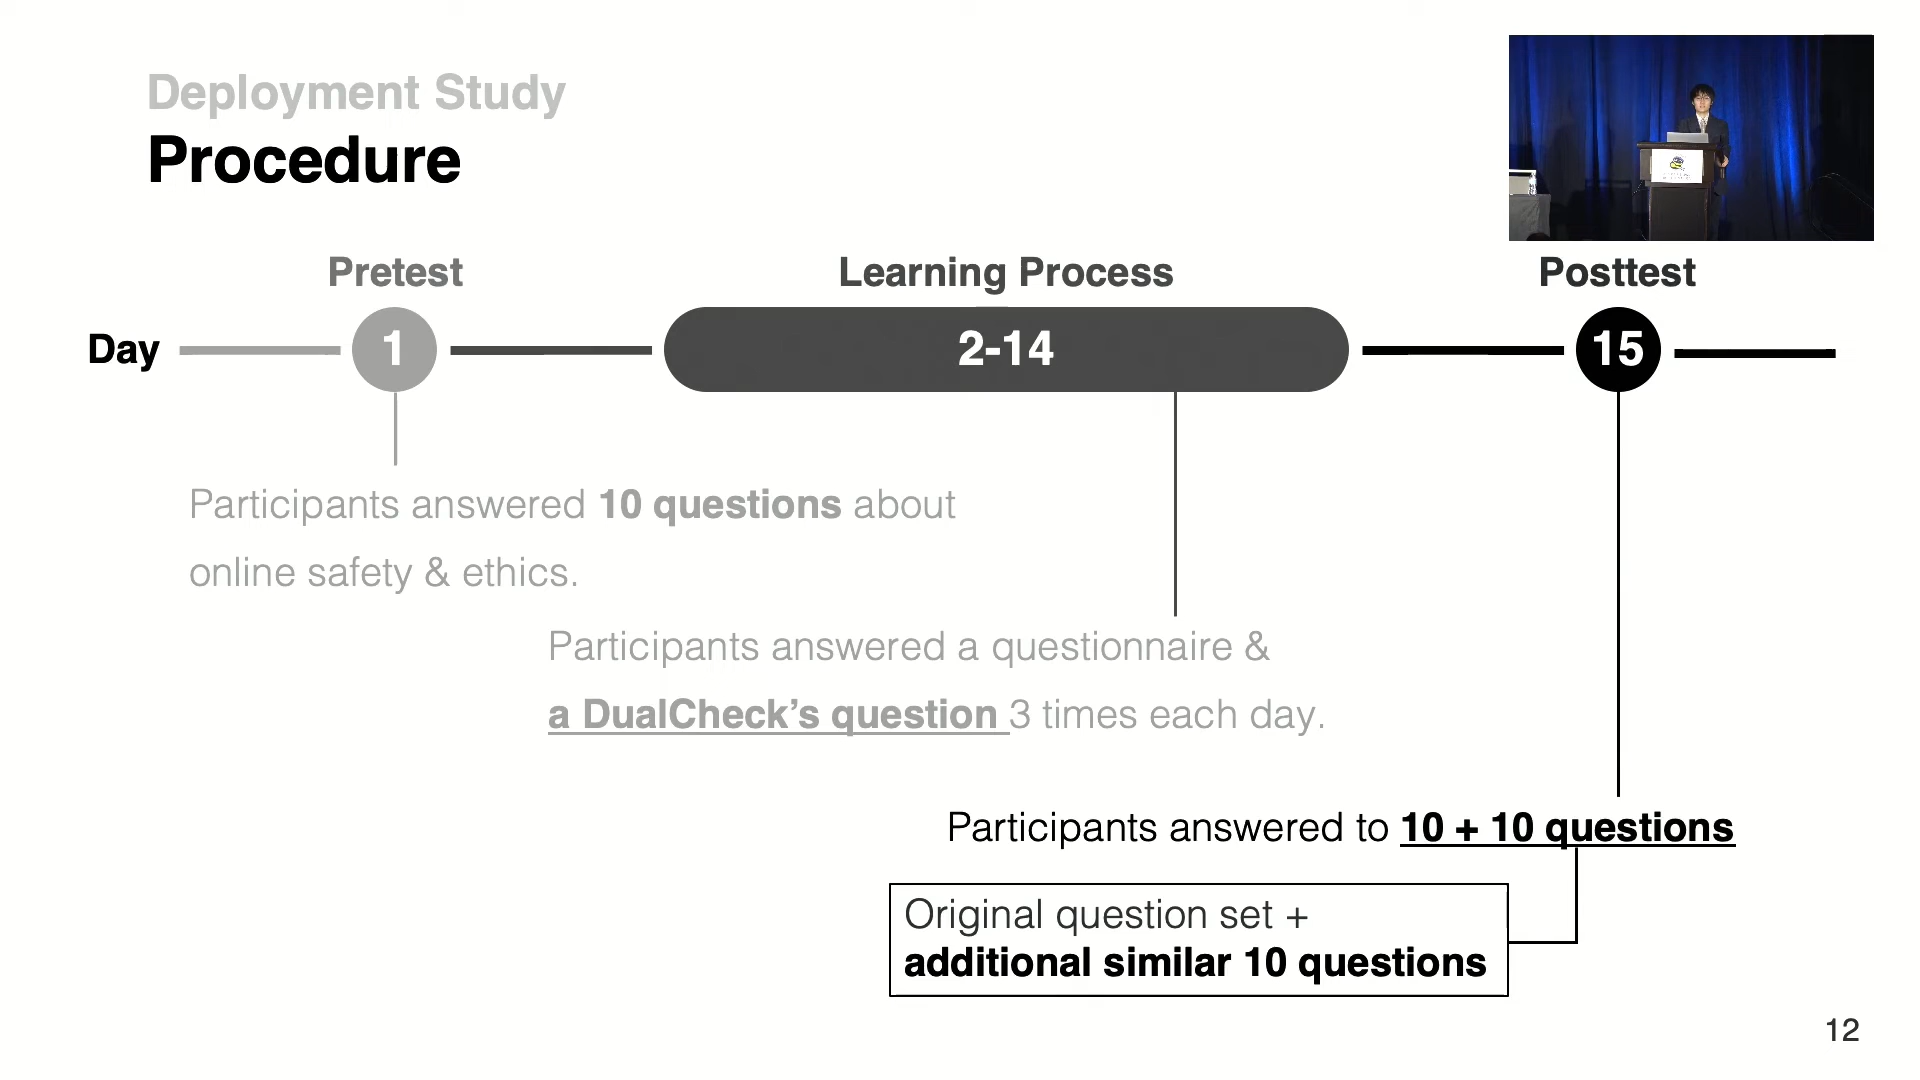 Deployment Study
Procedure
Pretest
Learning Process
Posttest
Day
1
2-14
15
Participants answered 10 questions about
online safety & ethics.
Participants answered a questionnaire &
a DualCheck’s question 3 times each day.
Participants answered to 10 + 10 questions
Original question set +
additional similar 10 questions
12